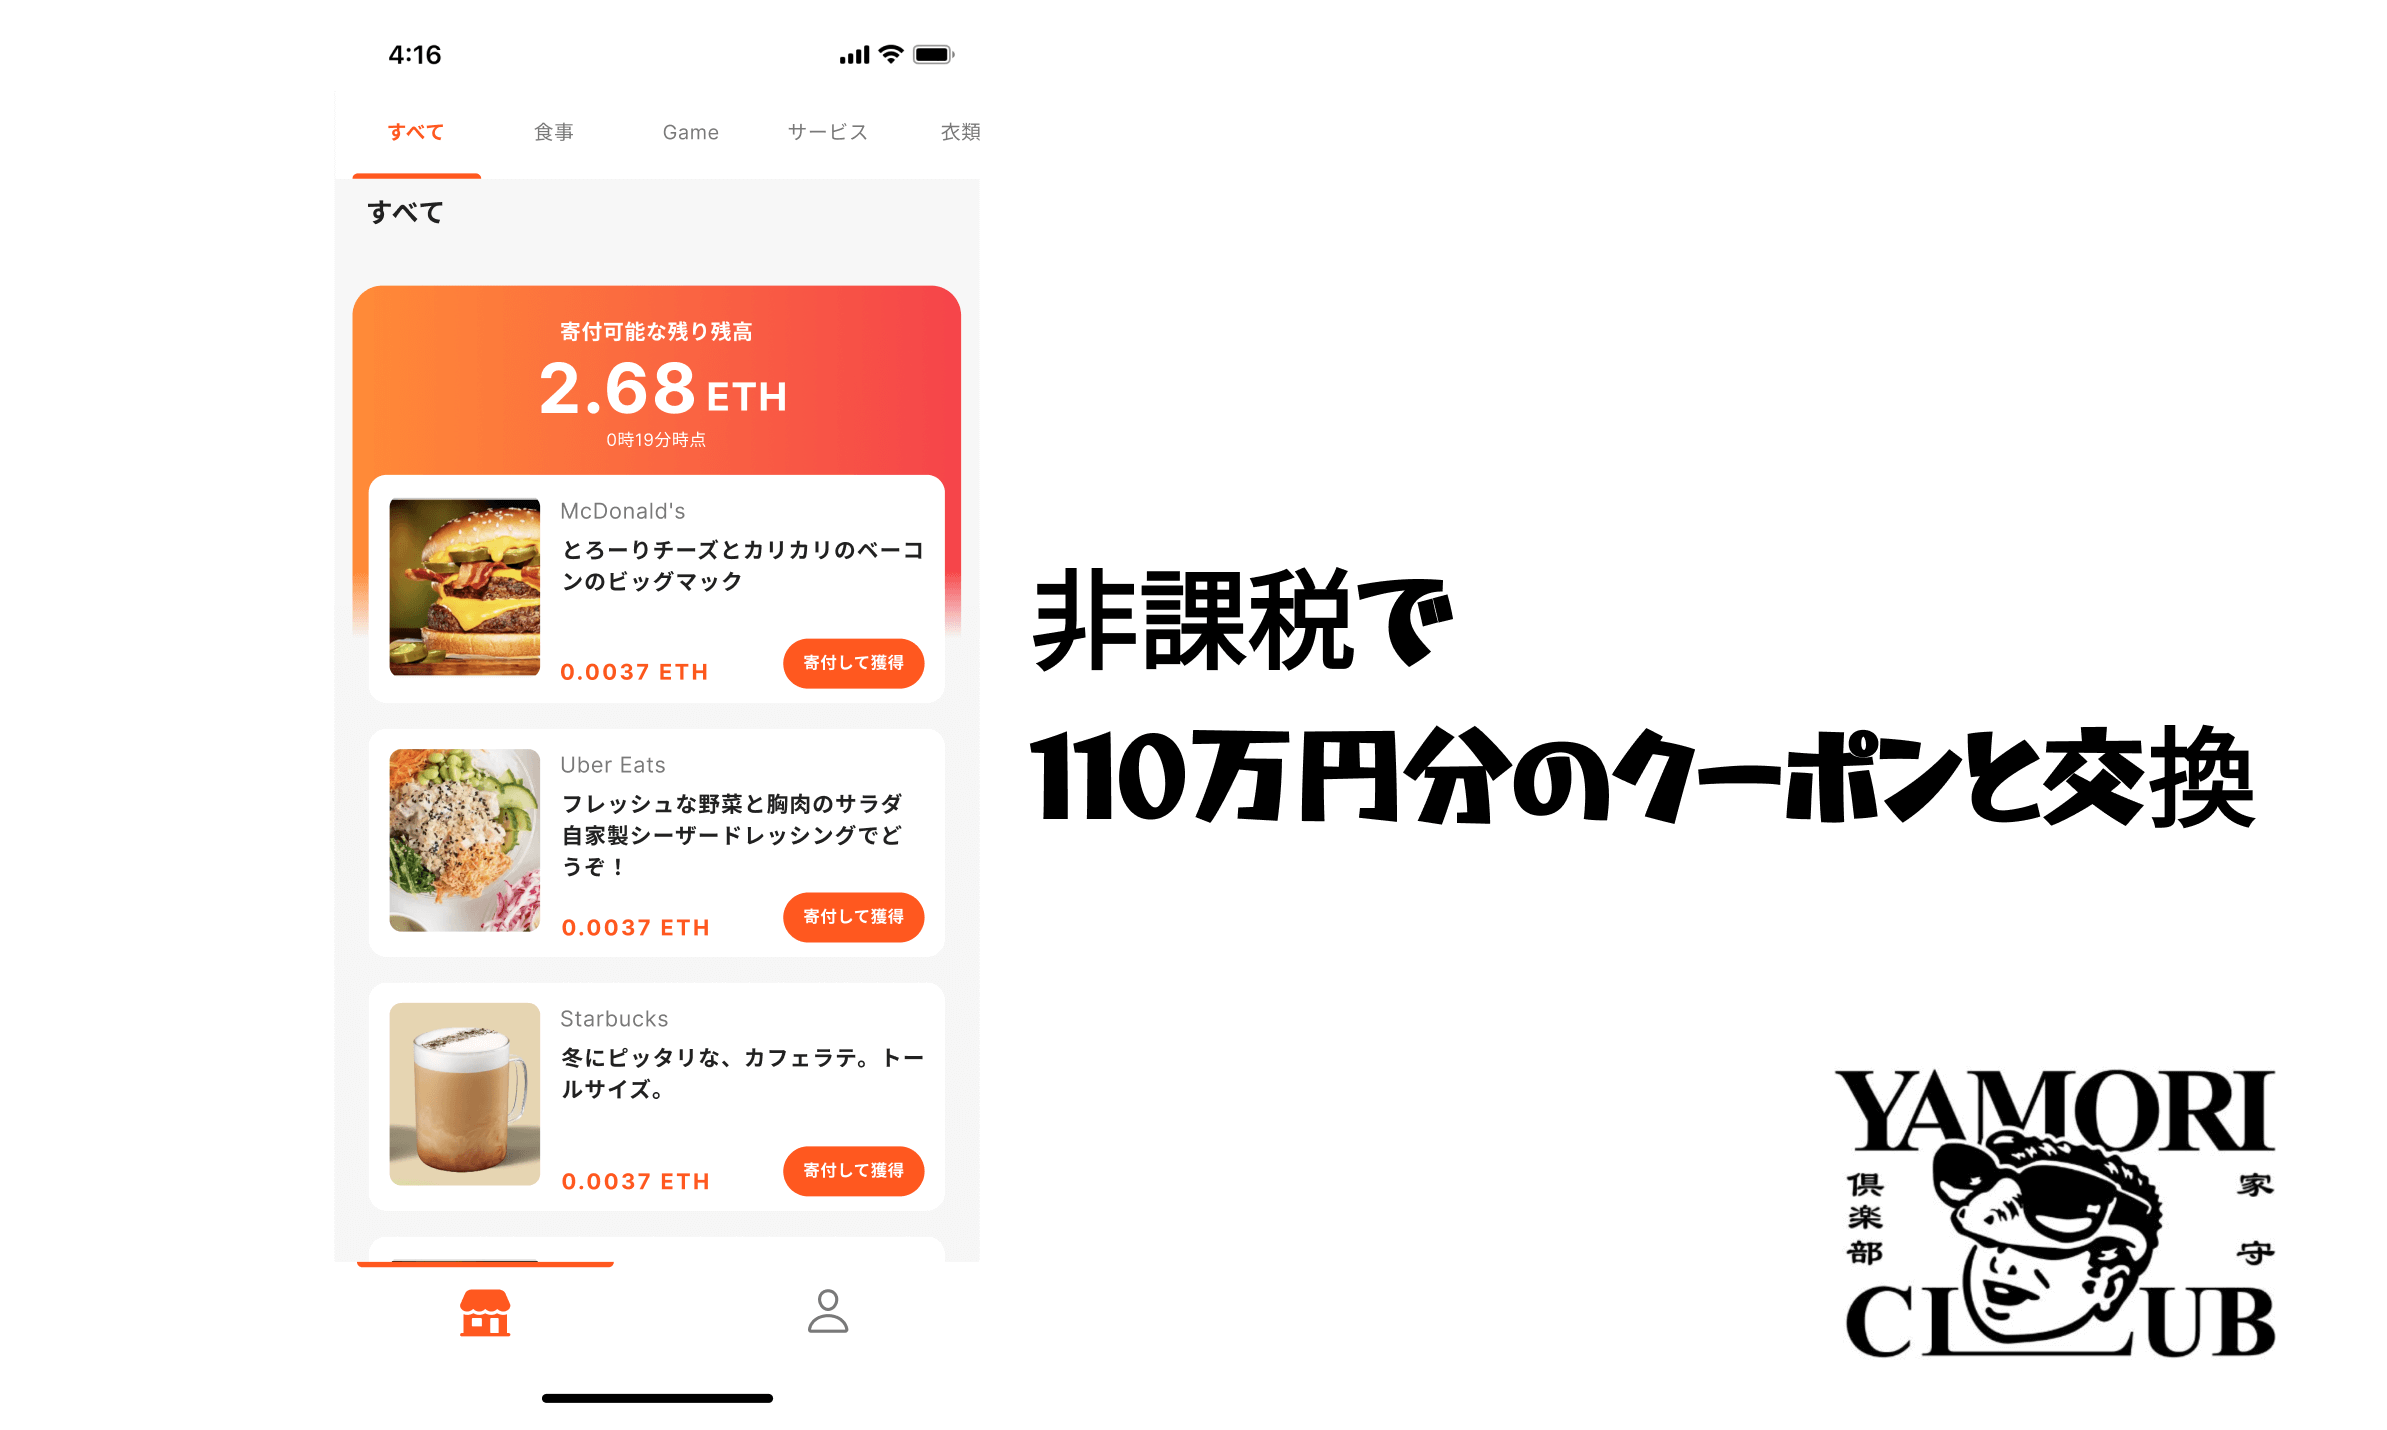 4:16
すべて 食事 Game サービス 衣類
すべて
寄付可能な残り残高
2.68 ETH
0時19分時点
McDonald's
とろーりチーズとカリカリのベーコ
ンのビッグマック
0.0037 ETH
寄付して獲得
Uber Eats
フレッシュな野菜と胸肉のサラダ
自家製シーザードレッシングでど
うぞ！
0.0037 ETH
寄付して獲得
Starbucks
冬にピッタリな、カフェラテ。トー
ルサイズ。
0.0037 ETH
寄付して獲得
非課税で
110万円分のクーポンと交換
YAMORI
家守
倶楽部
CLUB